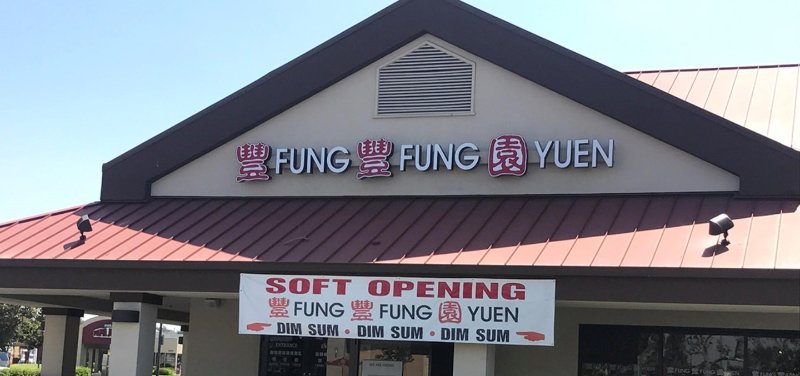 豐 FUNG 豐 FUNG 園 YUEN
SOFT OPENING
豐 FUNG 豐 FUNG 園 YUEN
DIM SUM • DIM SUM • DIM SUM
ENTRANCE